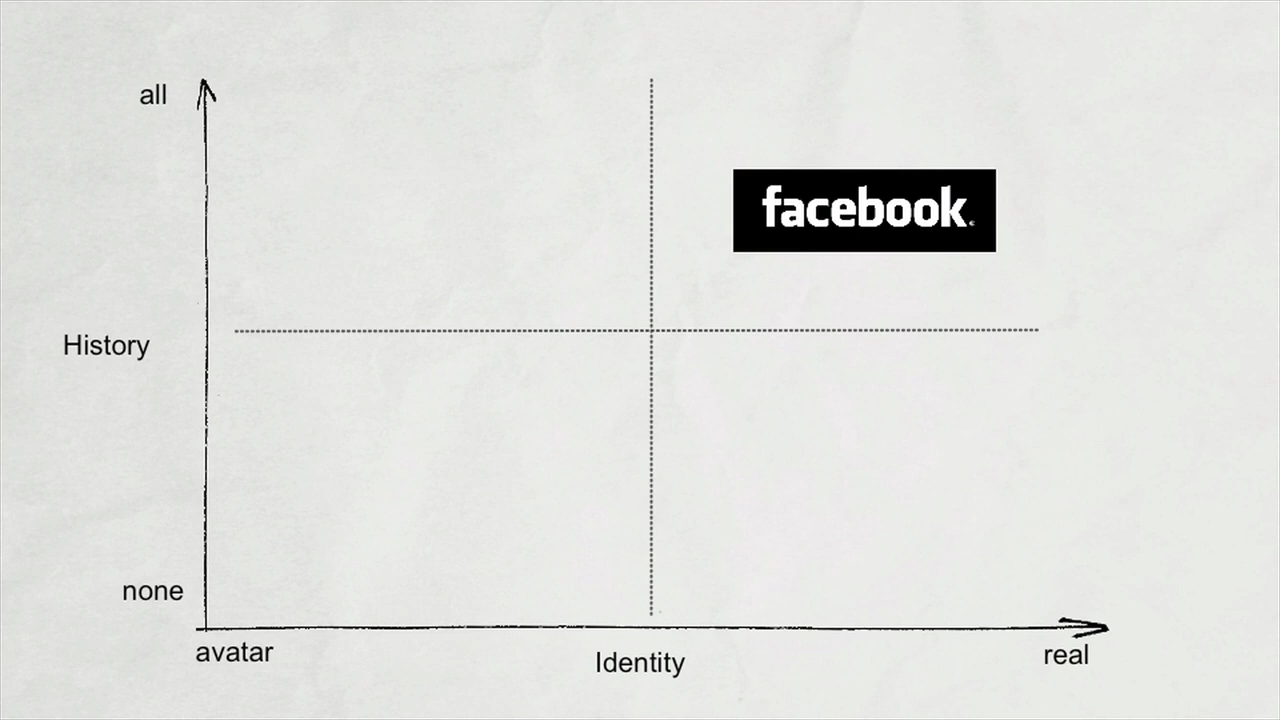 all
facebook
History
none
avatar
Identity
real